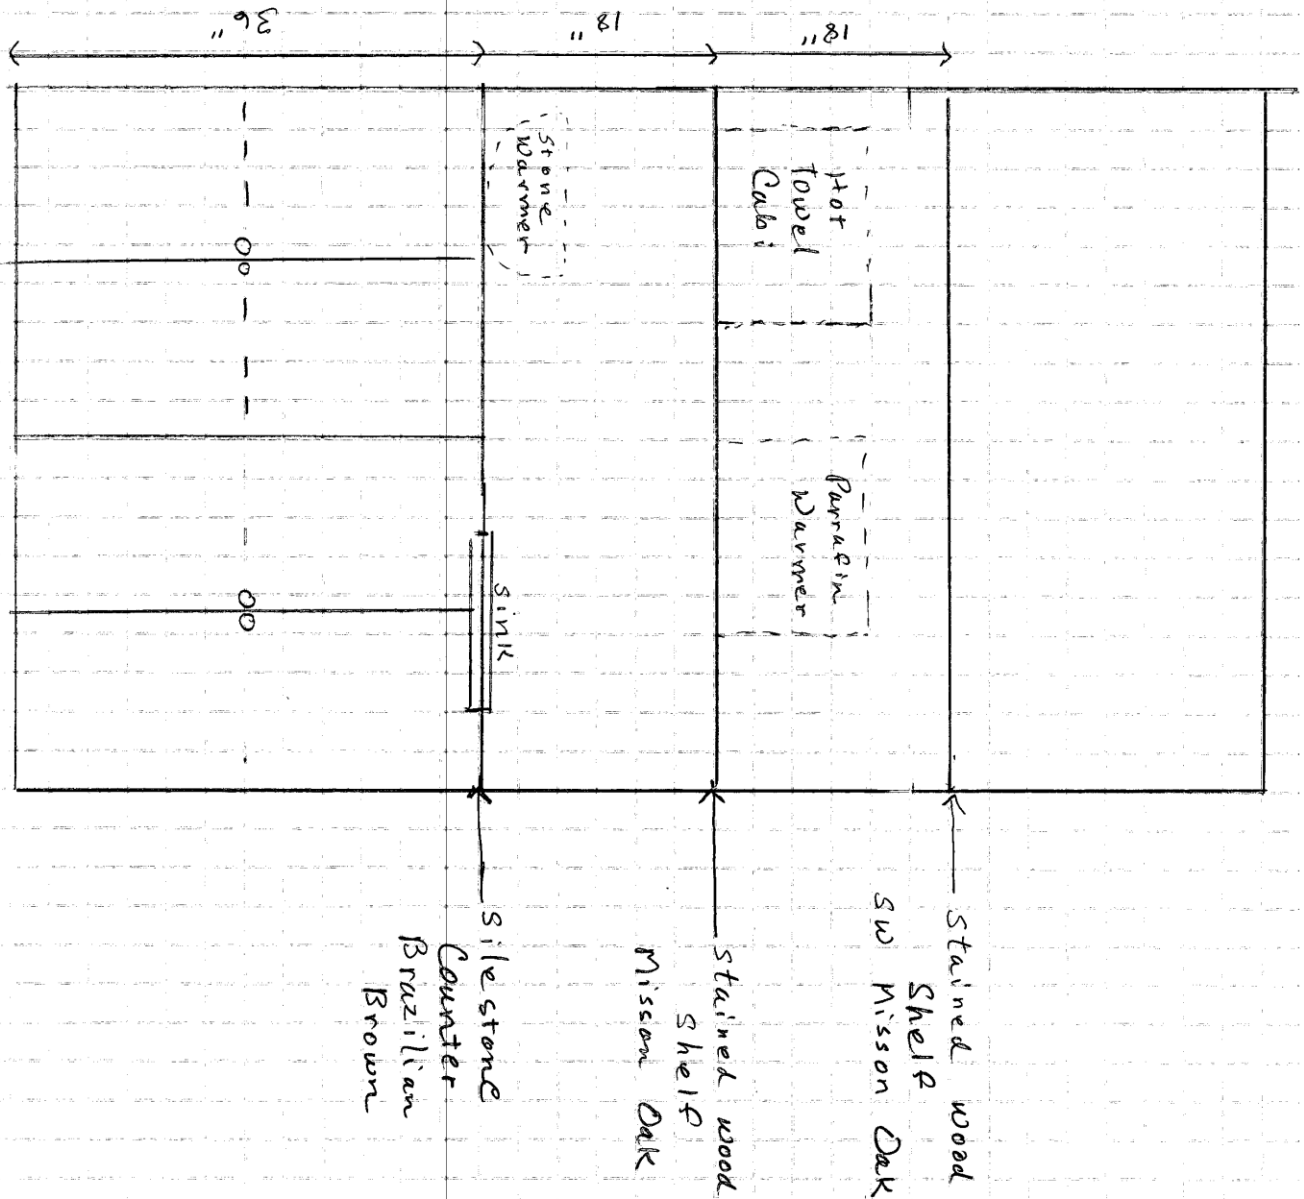 36"
18"
18"
Stone
Warmer
Hot
Towel
Cabi
Parrafin
Warmer
Sink
Stained wood
Shelf
SW Misson Oak
Stained wood
Shelf
Misson Oak
Silestone
Counter
Brazilian
Brown